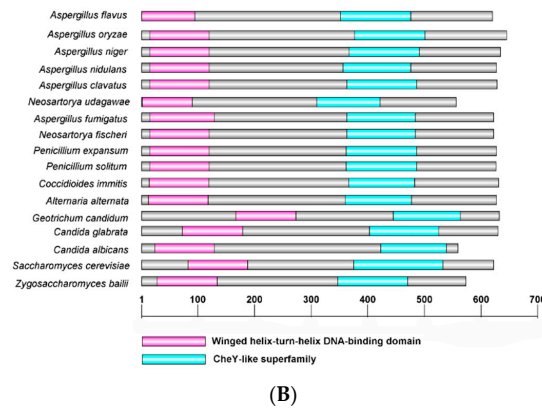 Aspergillus flavus
Aspergillus oryzae
Aspergillus niger
Aspergillus nidulans
Aspergillus clavatus
Neosartorya udagawae
Aspergillus fumigatus
Neosartorya fischeri
Penicillium expansum
Penicillium solitum
Coccidioides immitis
Alternaria alternata
Geotrichum candidum
Candida glabrata
Candida albicans
Saccharomyces cerevisiae
Zygosaccharomyces bailii
1 100 200 300 400 500 600 700
Winged helix-turn-helix DNA-binding domain
CheY-like superfamily
(B)